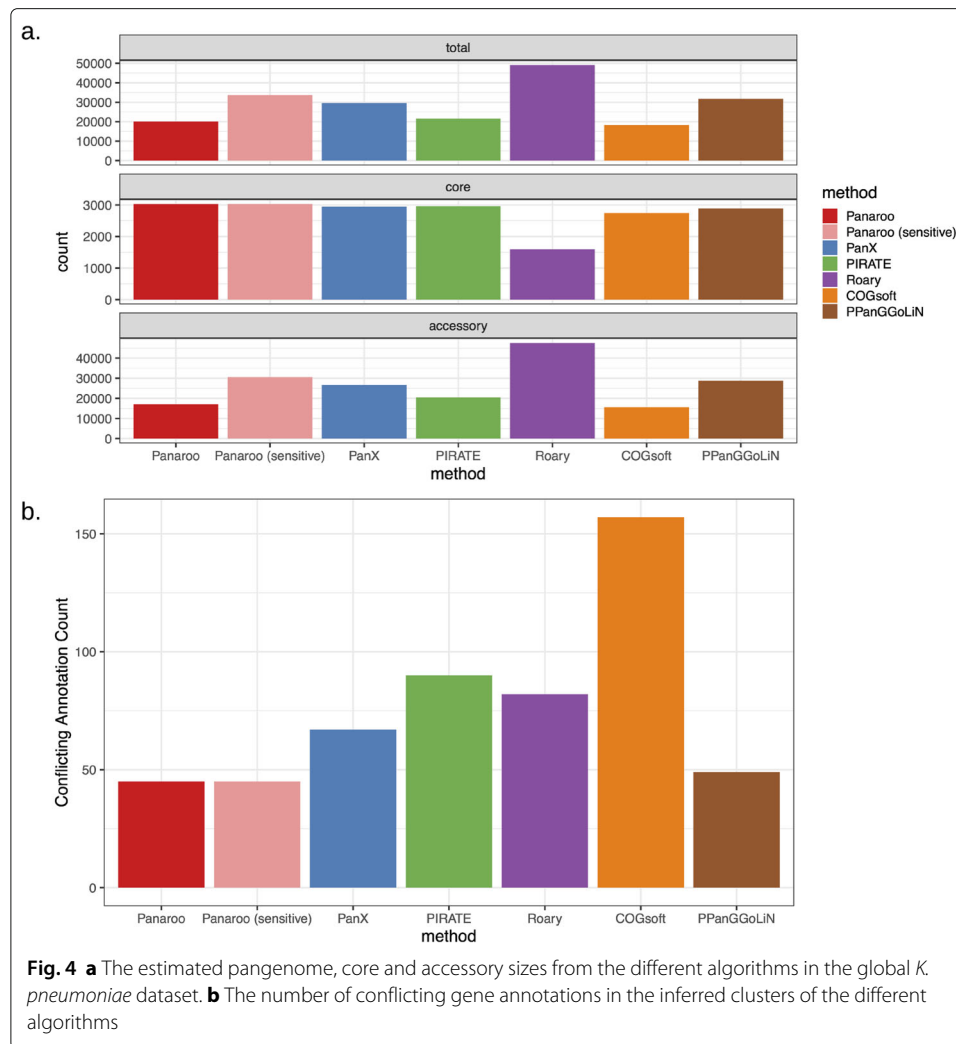 a.
total
50000
40000
30000
20000
10000
0
core
3000
2000
1000
0
accessory
40000
30000
20000
10000
0
count
Panaroo Panaroo (sensitive) PanX PIRATE Roary COGsoft PPanGGoLiN
method
method
Panaroo
Panaroo (sensitive)
PanX
PIRATE
Roary
COGsoft
PPanGGoLiN
b.
150
100
50
0
Conflicting Annotation Count
Panaroo Panaroo (sensitive) PanX PIRATE Roary COGsoft PPanGGoLiN
method
Fig. 4 a The estimated pangenome, core and accessory sizes from the different algorithms in the global K.
pneumoniae dataset. b The number of conflicting gene annotations in the inferred clusters of the different
algorithms